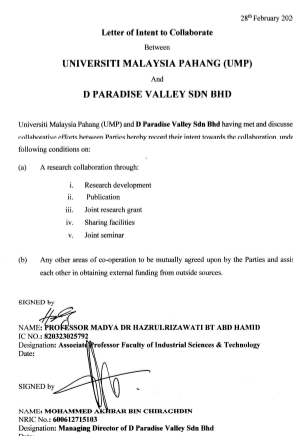 28th February 202
Letter of Intent to Collaborate
Between
UNIVERSITI MALAYSIA PAHANG (UMP)
And
D PARADISE VALLEY SDN BHD
Universiti Malaysia Pahang (UMP) and D Paradise Valley Sdn Bhd having met and discusse
collaborative efforts between Parties hereby record their intent towards the collaboration unde
following conditions on:
(a) A research collaboration through:
i. Research development
ii. Publication
iii. Joint research grant
iv. Sharing facilities
v. Joint seminar
(b) Any other areas of co-operation to be mutually agreed upon by the Parties and assis
each other in obtaining external funding from outside sources.
SIGNED by
NAME: PROFESSOR MADYA DR HAZRULRIZAWATI BT ABD HAMID
IC NO.: 820323025792
Designation: Associate Professor Faculty of Industrial Sciences & Technology
Date:
SIGNED by
NAME: MOHAMMED AKHBAR BIN CHIRACHDIN
NRIC No.: 600612715103
Designation: Managing Director of D Paradise Valley Sdn Bhd
Date: